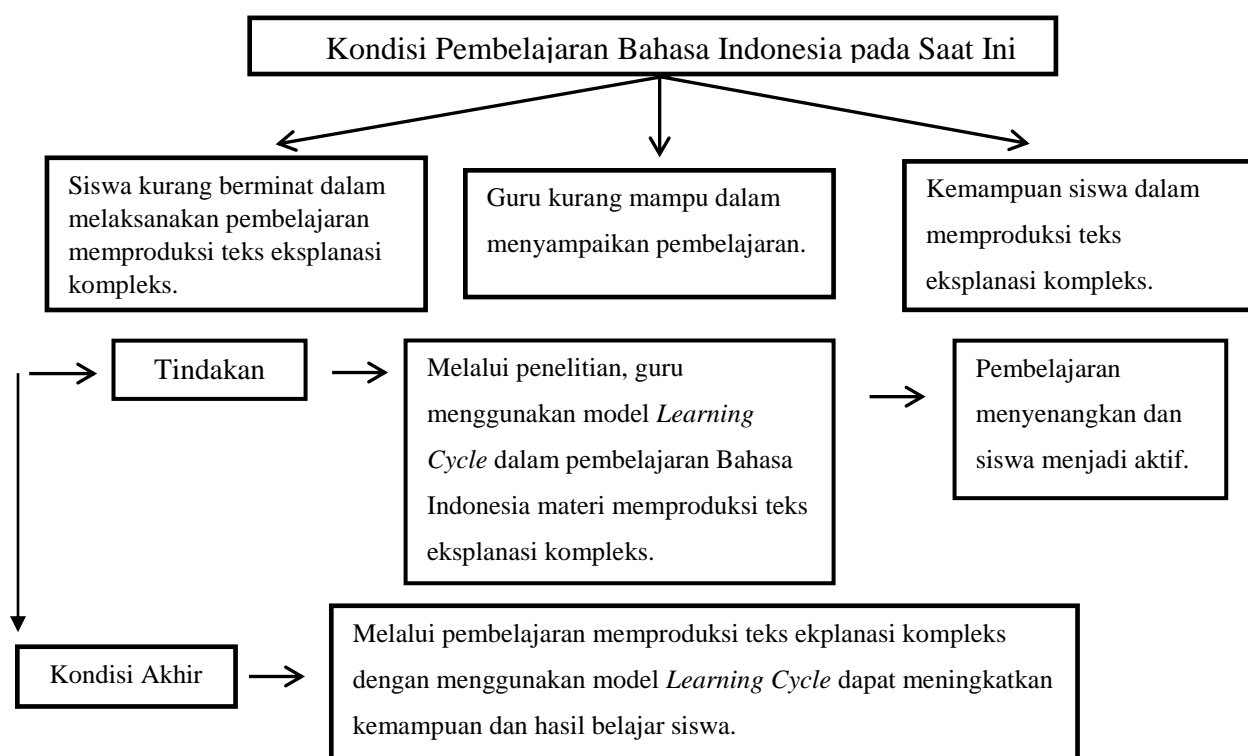 Kondisi Pembelajaran Bahasa Indonesia pada Saat Ini
Siswa kurang berminat dalam
melaksanakan pembelajaran
memproduksi teks eksplanasi
kompleks.
Guru kurang mampu dalam
menyampaikan pembelajaran.
Kemampuan siswa dalam
memproduksi teks
eksplanasi kompleks.
Tindakan
Melalui penelitian, guru
menggunakan model Learning
Cycle dalam pembelajaran Bahasa
Indonesia materi memproduksi teks
eksplanasi kompleks.
Pembelajaran
menyenangkan dan
siswa menjadi aktif.
Kondisi Akhir
Melalui pembelajaran memproduksi teks ekplanasi kompleks
dengan menggunakan model Learning Cycle dapat meningkatkan
kemampuan dan hasil belajar siswa.